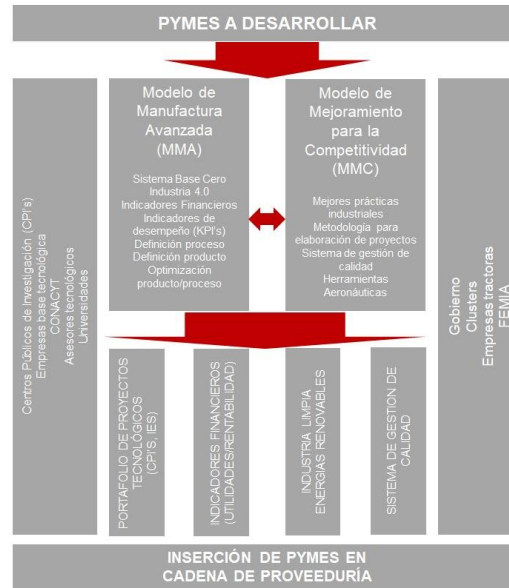 PYMES A DESARROLLAR
Centros Públicos de Investigación (CPI's)
Empresas base tecnológica
CONACYT
Asesores tecnológicos
Universidades
Modelo de
Manufactura
Avanzada
(MMA)
Sistema Base Cero
Industria 4.0
Indicadores Financieros
Indicadores de
desempeño (KPI's)
Definición proceso
Definición producto
Optimización
producto/proceso
Modelo de
Mejoramiento
para la
Competitividad
(MMC)
Mejores prácticas
industriales
Metodología para
elaboración de proyectos
Sistema de gestión de
calidad
Herramientas
Aeronáuticas
Gobierno
Clusters
Empresas tractoras
FEMIA
PORTAFOLIO DE PROYECTOS
TECNOLÓGICOS
(CPI'S, IES)
INDICADORES FINANCIEROS
(UTILIDADES/RENTABILIDAD)
INDUSTRIA LIMPIA
ENERGIAS RENOVABLES
SISTEMA DE GESTION DE
CALIDAD
INSERCIÓN DE PYMES EN
CADENA DE PROVEEDURÍA